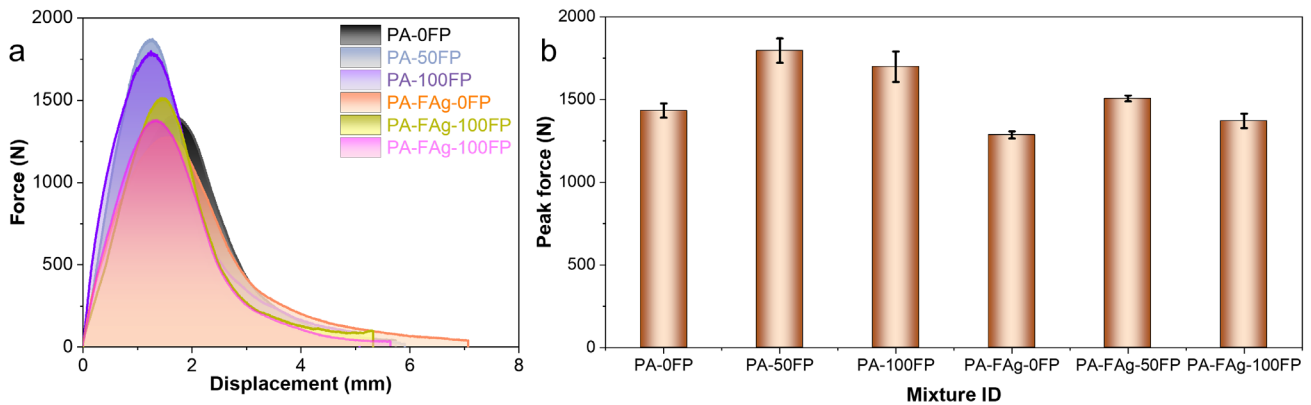 a
2000
1500
1000
500
0
Force (N)
0 2 4 6 8
Displacement (mm)
PA-0FP
PA-50FP
PA-100FP
PA-FAg-0FP
PA-FAg-100FP
PA-FAg-100FP
b
2000
1500
1000
500
0
Peak force (N)
PA-0FP PA-50FP PA-100FP PA-FAg-0FP PA-FAg-50FP PA-FAg-100FP
Mixture ID